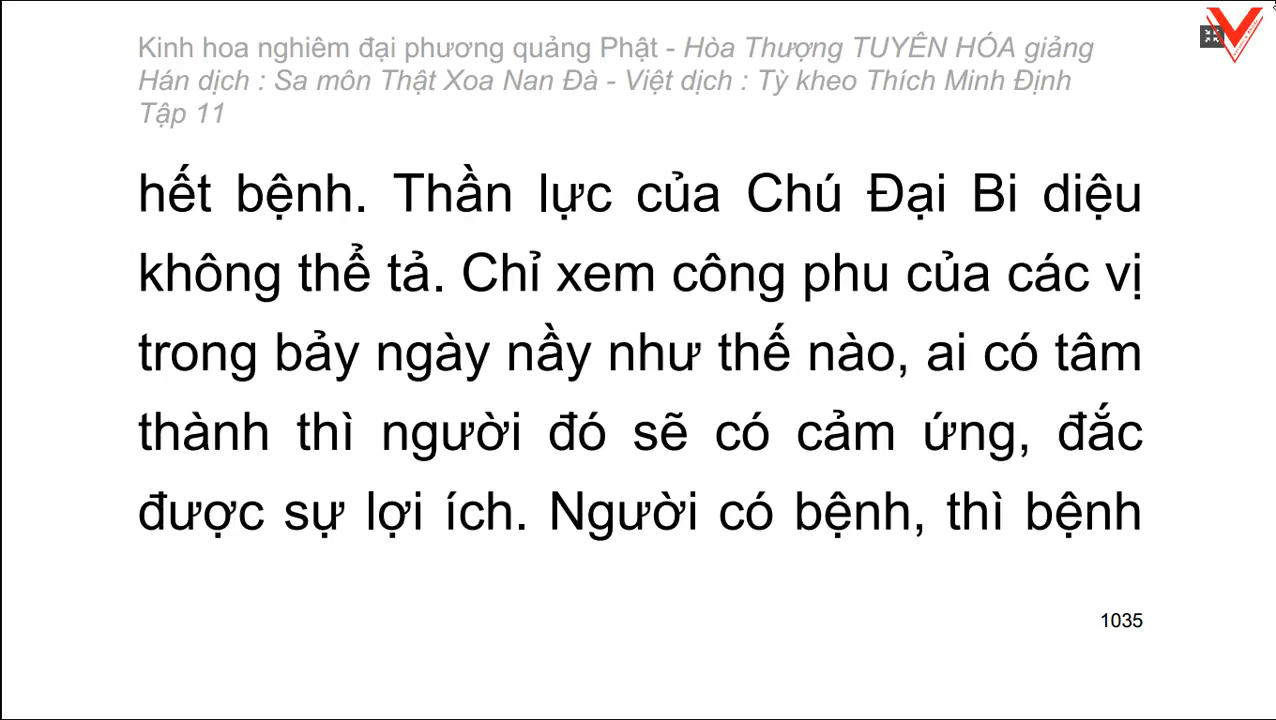 Kinh hoa nghiêm đại phương quảng Phật - Hòa Thượng TUYÊN HÓA giảng
Hán dịch : Sa môn Thật Xoa Nan Đà - Việt dịch : Tỳ kheo Thích Minh Định
Tập 11
hết bệnh. Thần lực của Chú Đại Bi diệu
không thể tả. Chỉ xem công phu của các vị
trong bảy ngày nầy như thế nào, ai có tâm
thành thì người đó sẽ có cảm ứng, đắc
được sự lợi ích. Người có bệnh, thì bệnh
1035